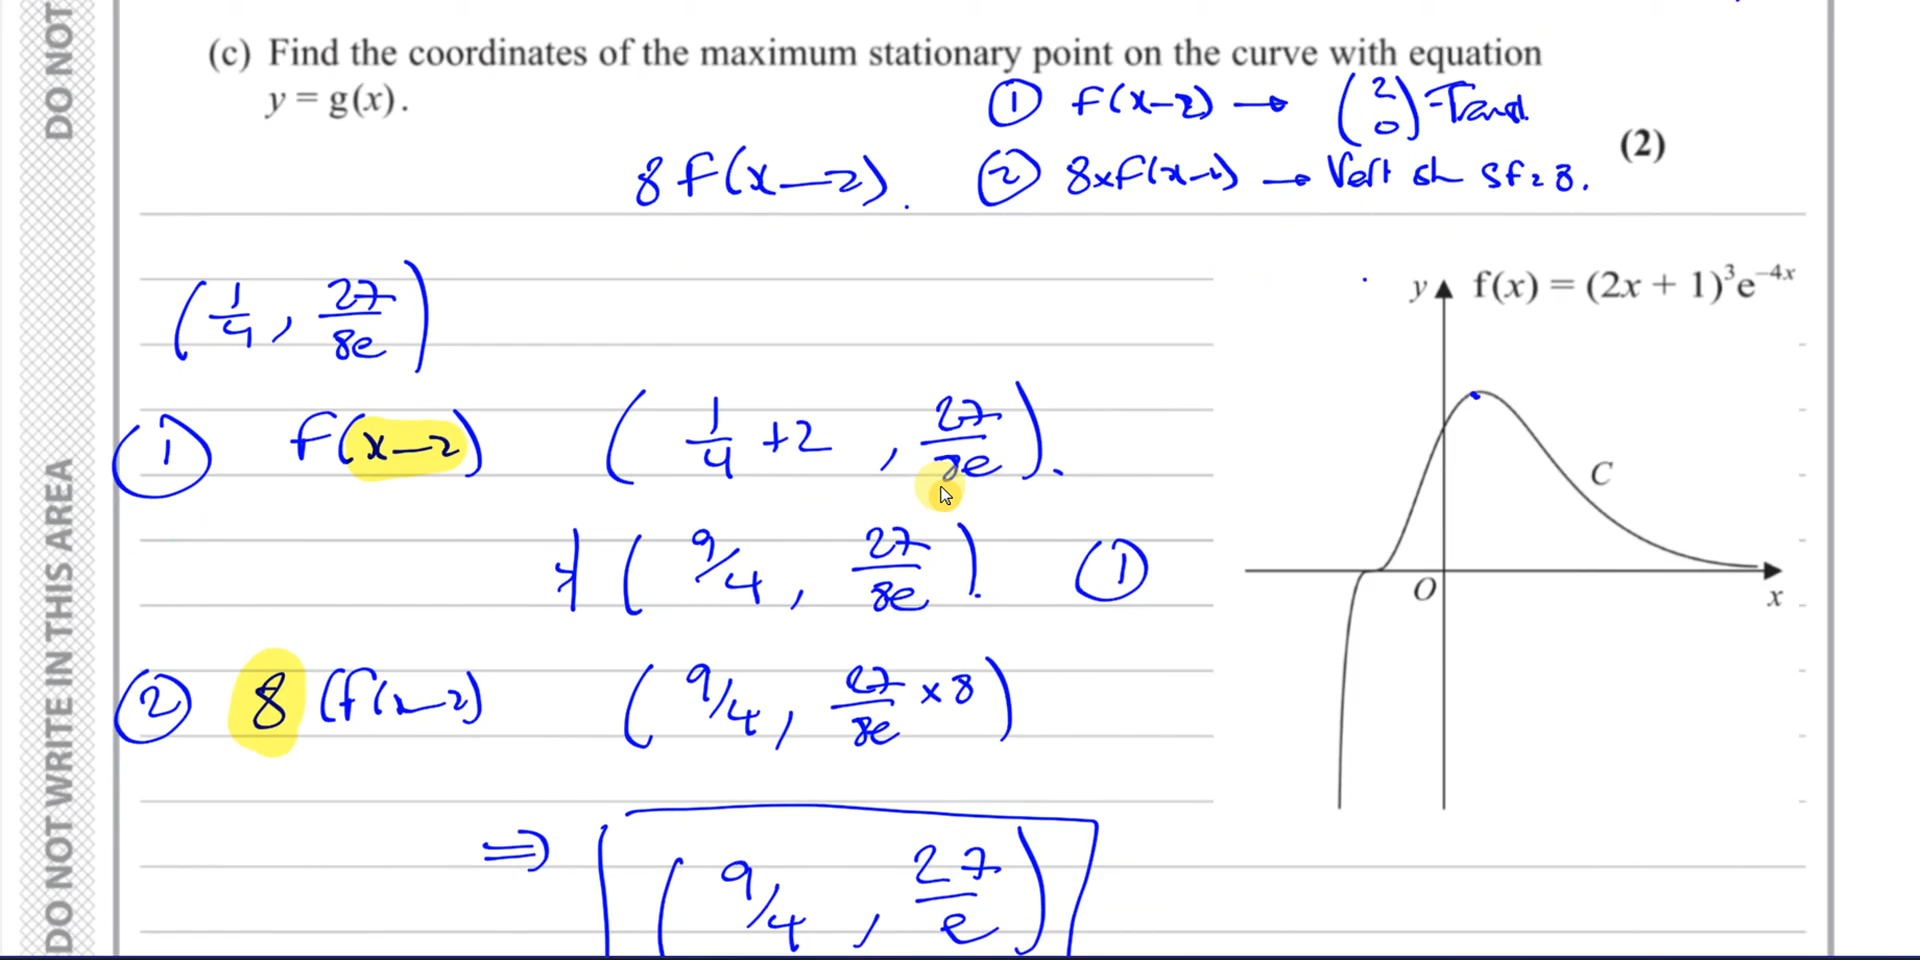 DO NOT
DO NOT WRITE IN THIS AREA
(c) Find the coordinates of the maximum stationary point on the curve with equation
y = g(x).
(2)
① f(x-2) → (2 0) - Transl.
8f(x-2).
② 8×f(x-2) → Vert sh SF = 8.
(1/4, 27/8e)
① f(x-2) (1/4 +2, 27/8e).
(9/4, 27/8e). ①
② 8 (f(x-2) (9/4, 27/8e × 8)
⇒ (9/4, 27/e)
y f(x) = (2x + 1)³e⁻⁴ˣ
C
O
x